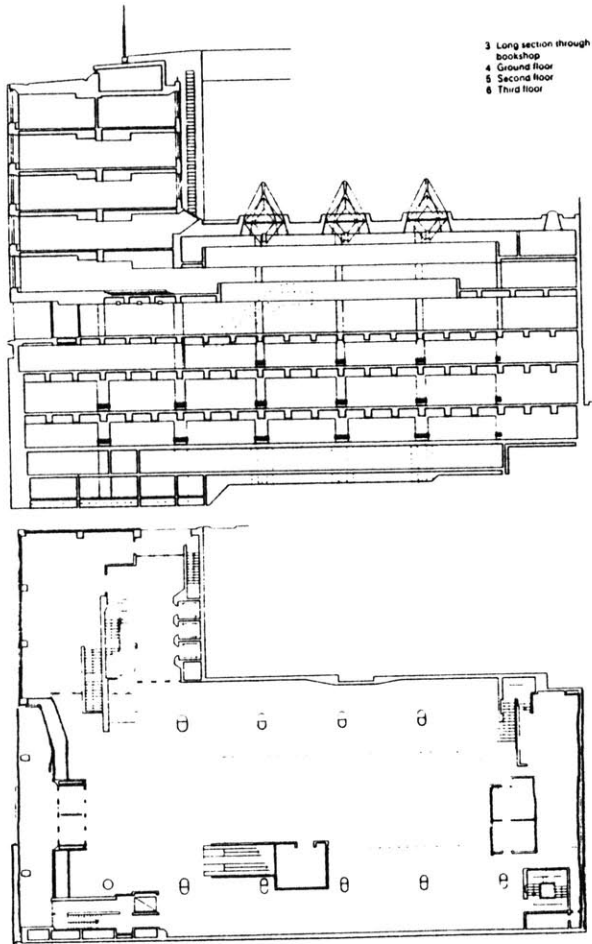 3 Long section through
bookshop
4 Ground floor
5 Second floor
6 Third floor